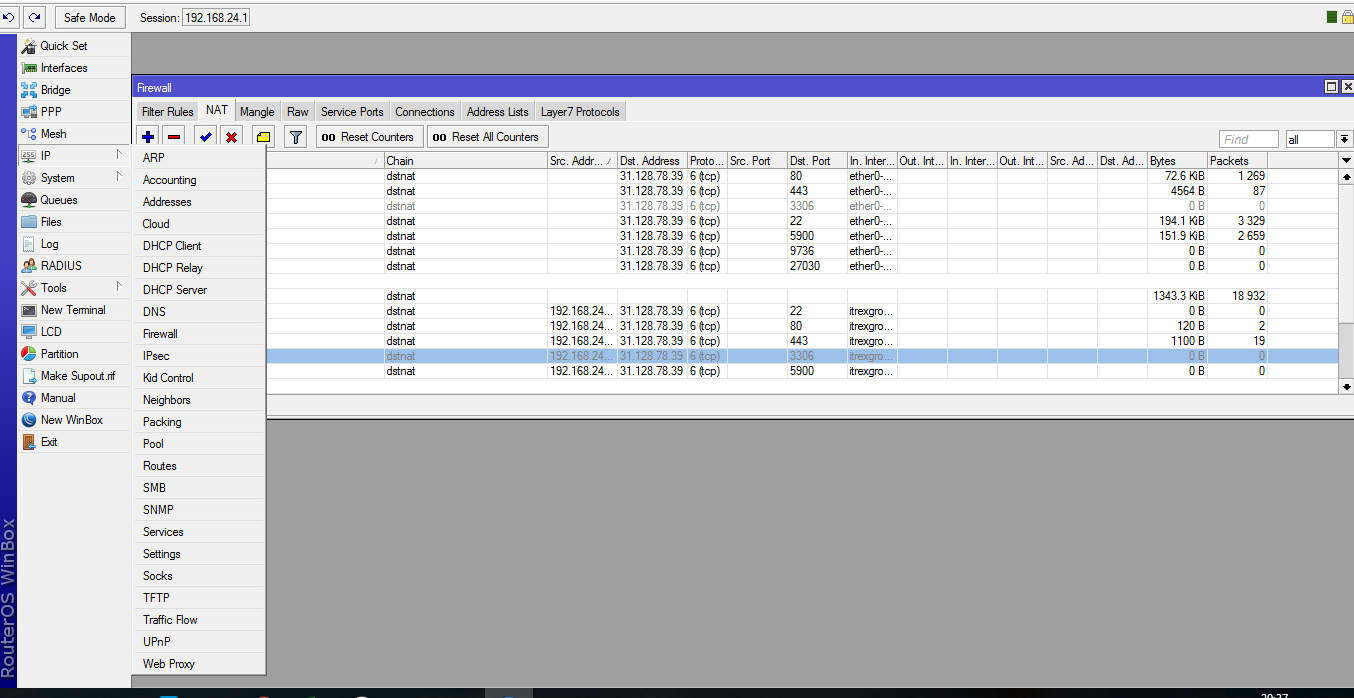 Safe Mode Session: 192.168.24.1
Quick Set
Interfaces
Bridge
PPP
Mesh
IP
System
Queues
Files
Log
RADIUS
Tools
New Terminal
LCD
Partition
Make Supout.rif
Manual
New WinBox
Exit
RouterOS WinBox
ARP
Accounting
Addresses
Cloud
DHCP Client
DHCP Relay
DHCP Server
DNS
Firewall
IPsec
Kid Control
Neighbors
Packing
Pool
Routes
SMB
SNMP
Services
Settings
Socks
TFTP
Traffic Flow
UPnP
Web Proxy
Firewall
Filter Rules NAT Mangle Raw Service Ports Connections Address Lists Layer7 Protocols
00 Reset Counters 00 Reset All Counters Find all
Chain Src. Addr... Dst. Address Proto... Src. Port Dst. Port In. Inter... Out. Int... In. Inter... Out. Int... Src. Ad... Dst. Ad... Bytes Packets
dstnat 31.128.78.39 6 (tcp) 80 ether0-... 72.6 KiB 1 269
dstnat 31.128.78.39 6 (tcp) 443 ether0-... 4564 B 87
dstnat 31.128.78.39 6 (tcp) 3306 ether0-... 0 B 0
dstnat 31.128.78.39 6 (tcp) 22 ether0-... 194.1 KiB 3 329
dstnat 31.128.78.39 6 (tcp) 5900 ether0-... 151.9 KiB 2 659
dstnat 31.128.78.39 6 (tcp) 9736 ether0-... 0 B 0
dstnat 31.128.78.39 6 (tcp) 27030 ether0-... 0 B 0
dstnat 1343.3 KiB 18 932
dstnat 192.168.24... 31.128.78.39 6 (tcp) 22 itrexgro... 0 B 0
dstnat 192.168.24... 31.128.78.39 6 (tcp) 80 itrexgro... 120 B 2
dstnat 192.168.24... 31.128.78.39 6 (tcp) 443 itrexgro... 1100 B 19
dstnat 192.168.24... 31.128.78.39 6 (tcp) 3306 itrexgro... 0 B 0
dstnat 192.168.24... 31.128.78.39 6 (tcp) 5900 itrexgro... 0 B 0